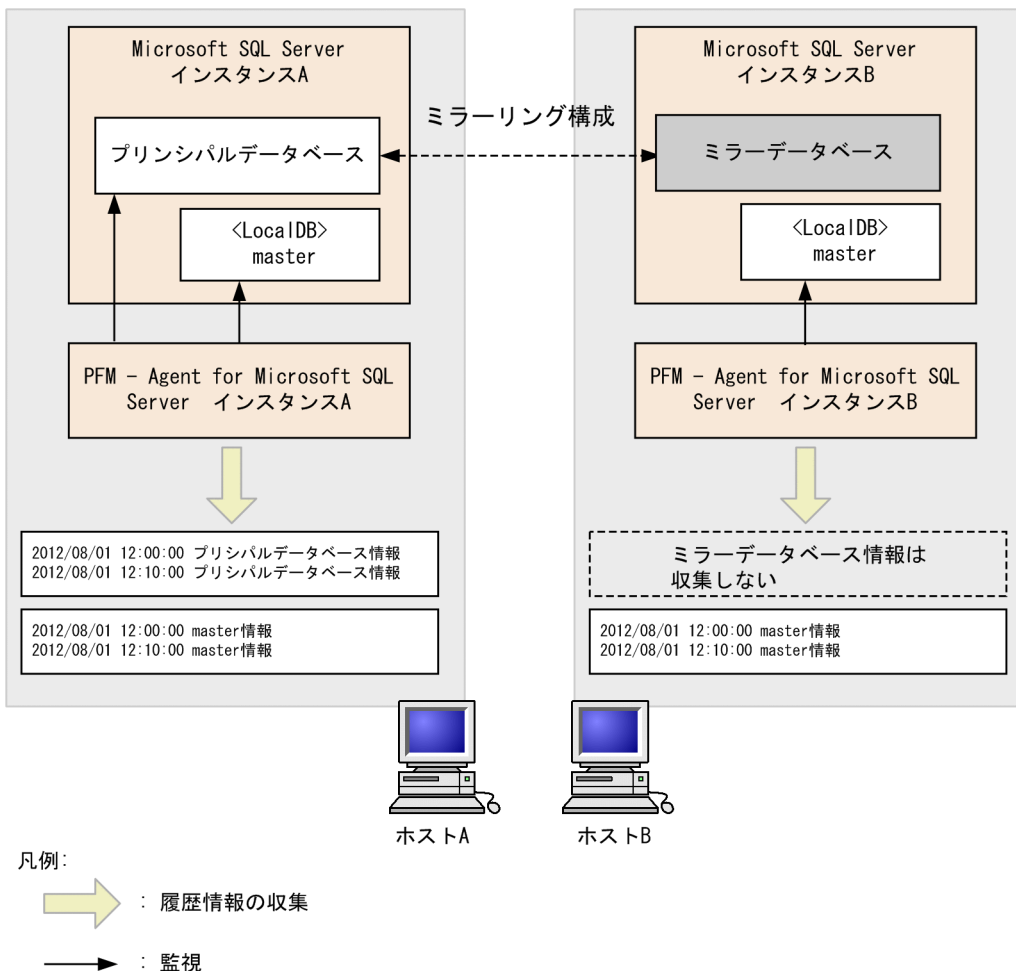 Microsoft SQL Server
インスタンスA
プリンシパルデータベース
<LocalDB>
master
PFM - Agent for Microsoft SQL
Server インスタンスA
2012/08/01 12:00:00 プリシパルデータベース情報
2012/08/01 12:10:00 プリシパルデータベース情報
2012/08/01 12:00:00 master情報
2012/08/01 12:10:00 master情報
ホストA
ミラーリング構成
Microsoft SQL Server
インスタンスB
ミラーデータベース
<LocalDB>
master
PFM - Agent for Microsoft SQL
Server インスタンスB
ミラーデータベース情報は
収集しない
2012/08/01 12:00:00 master情報
2012/08/01 12:10:00 master情報
ホストB
凡例:
: 履歴情報の収集
: 監視